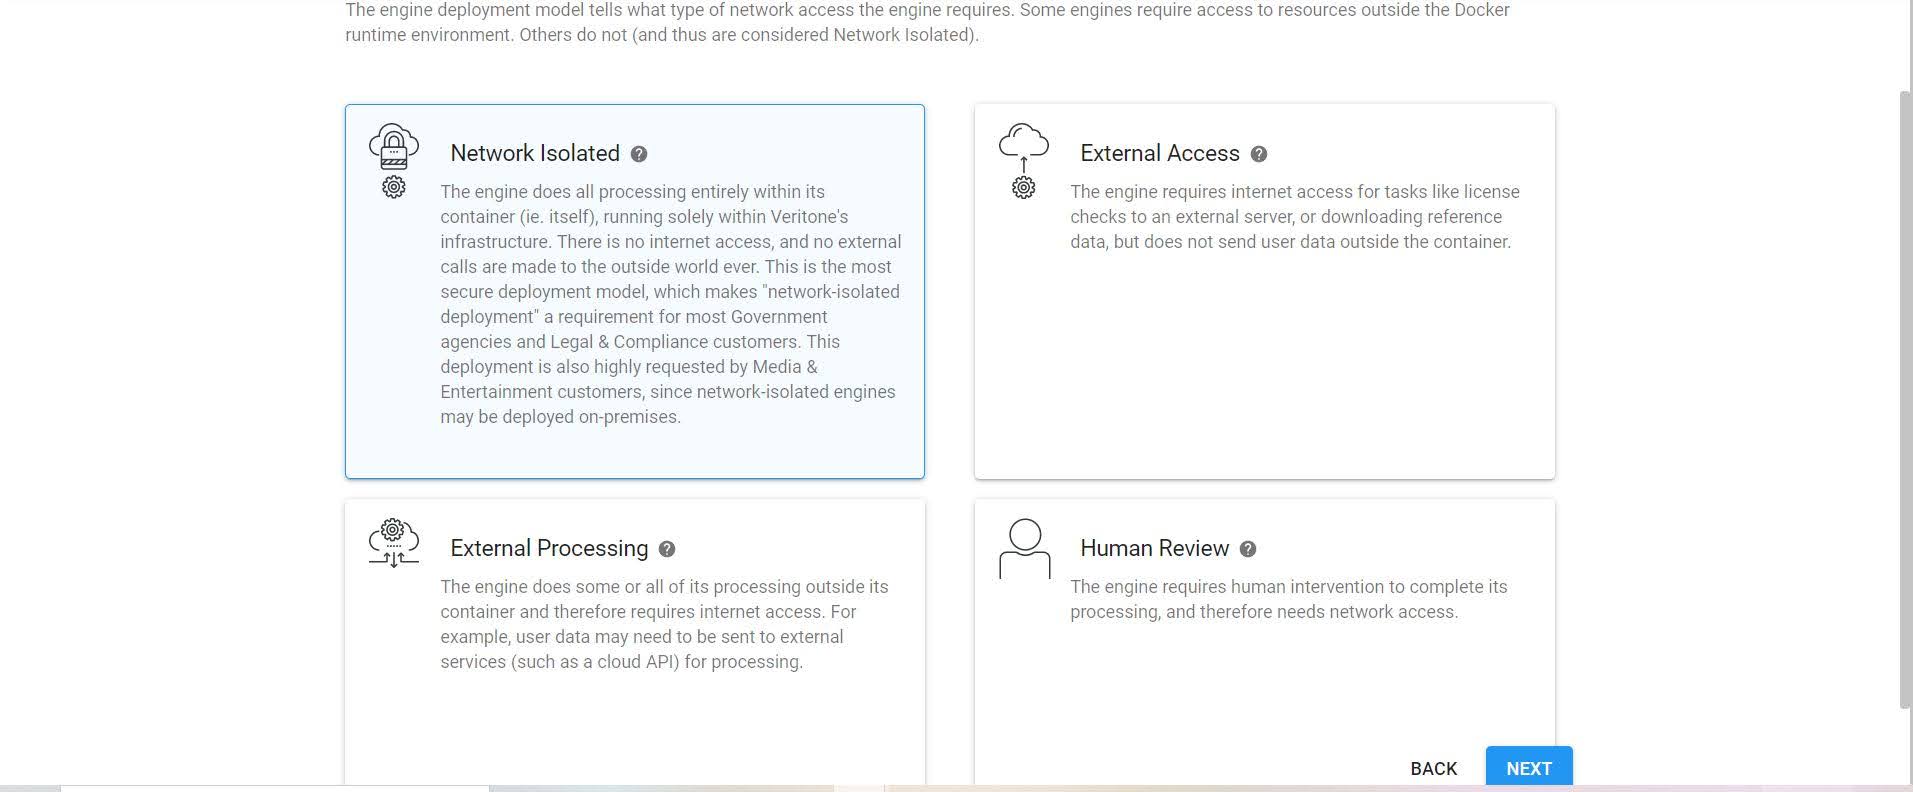 The engine deployment model tells what type of network access the engine requires. Some engines require access to resources outside the Docker
runtime environment. Others do not (and thus are considered Network Isolated).
Network Isolated ?
The engine does all processing entirely within its
container (ie. itself), running solely within Veritone's
infrastructure. There is no internet access, and no external
calls are made to the outside world ever. This is the most
secure deployment model, which makes "network-isolated
deployment" a requirement for most Government
agencies and Legal & Compliance customers. This
deployment is also highly requested by Media &
Entertainment customers, since network-isolated engines
may be deployed on-premises.
External Access ?
The engine requires internet access for tasks like license
checks to an external server, or downloading reference
data, but does not send user data outside the container.
External Processing ?
The engine does some or all of its processing outside its
container and therefore requires internet access. For
example, user data may need to be sent to external
services (such as a cloud API) for processing.
Human Review ?
The engine requires human intervention to complete its
processing, and therefore needs network access.
BACK
NEXT